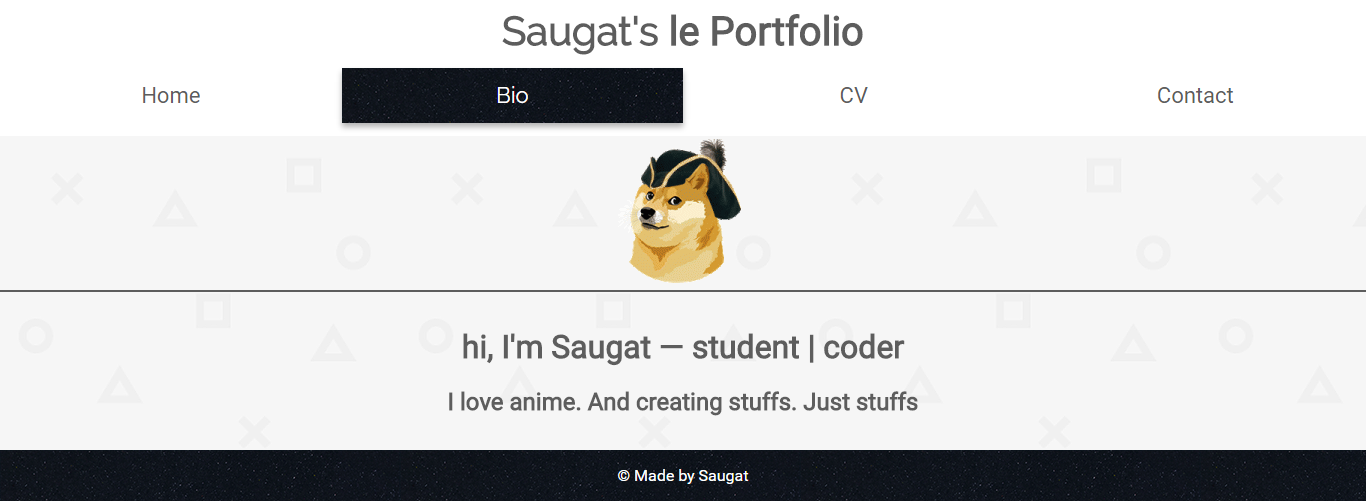 Saugat's le Portfolio
Home Bio CV Contact
hi, I'm Saugat — student | coder
I love anime. And creating stuffs. Just stuffs
© Made by Saugat